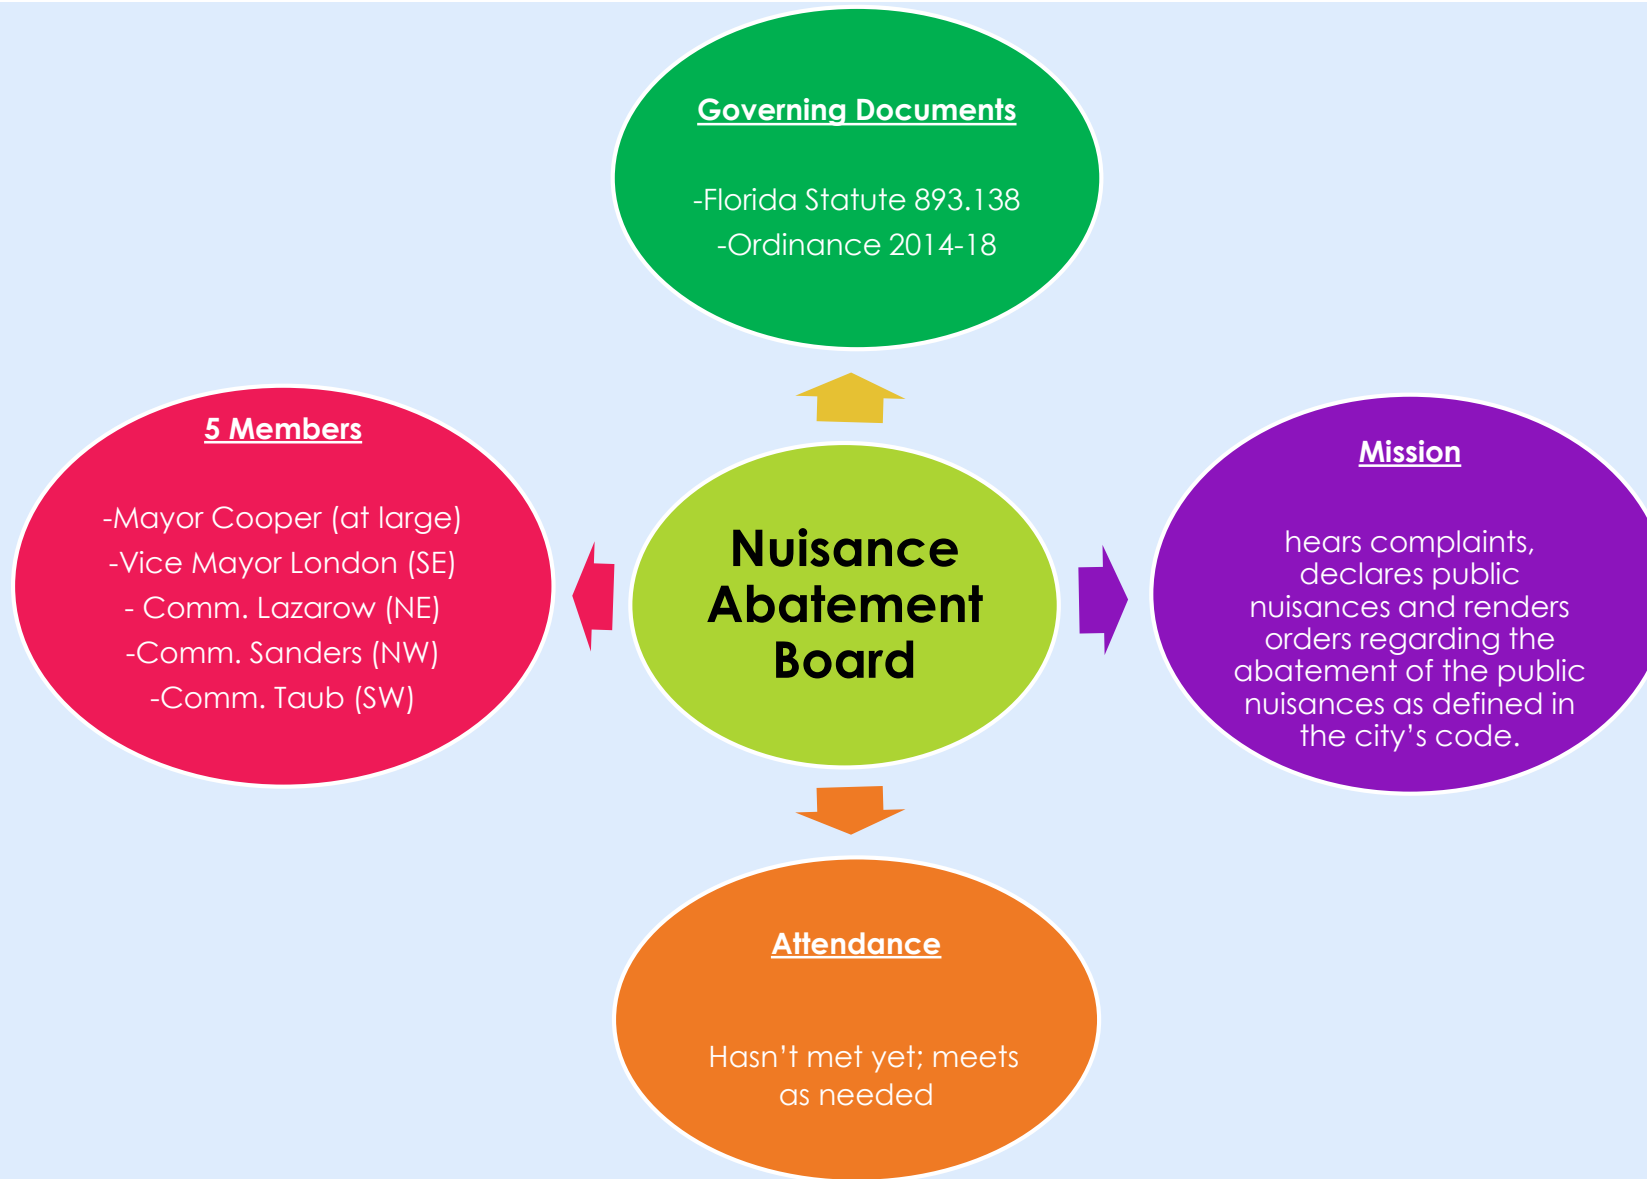 Governing Documents
-Florida Statute 893.138
-Ordinance 2014-18
5 Members
-Mayor Cooper (at large)
-Vice Mayor London (SE)
- Comm. Lazarow (NE)
-Comm. Sanders (NW)
-Comm. Taub (SW)
Nuisance
Abatement
Board
Mission
hears complaints,
declares public
nuisances and renders
orders regarding the
abatement of the public
nuisances as defined in
the city’s code.
Attendance
Hasn’t met yet; meets
as needed